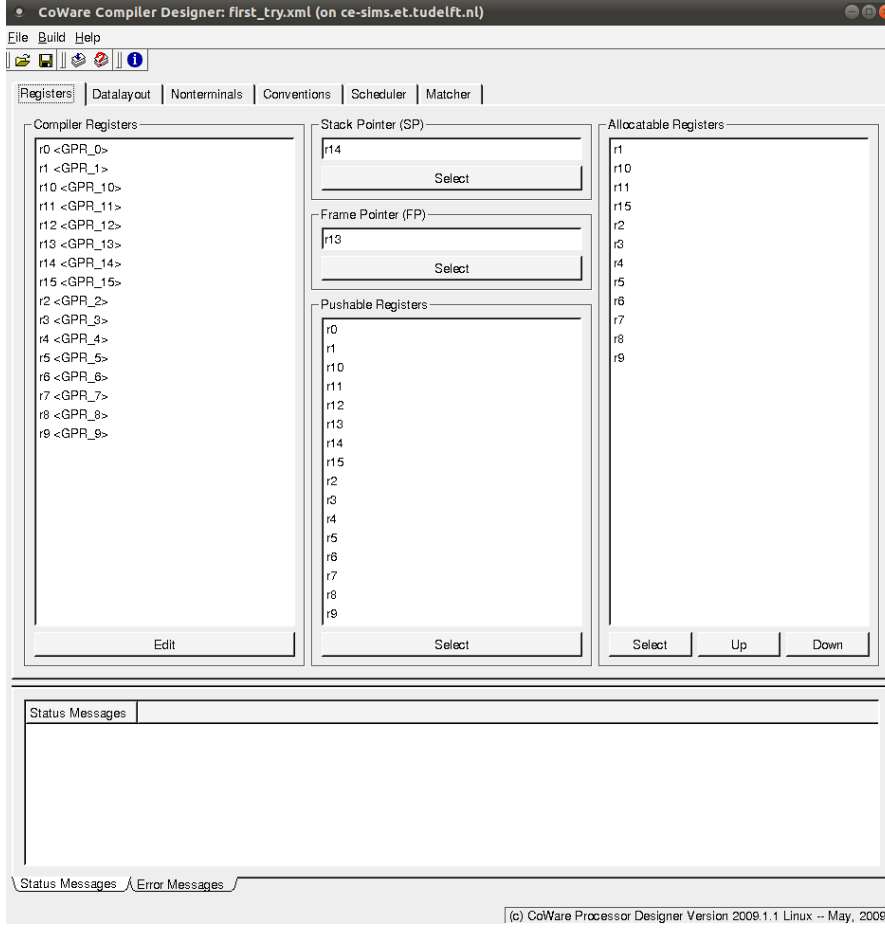 CoWare Compiler Designer: first_try.xml (on ce-sims.et.tudelft.nl)
File Build Help
Registers Datalayout Nonterminals Conventions Scheduler Matcher
Compiler Registers
r0 <GPR_0>
r1 <GPR_1>
r10 <GPR_10>
r11 <GPR_11>
r12 <GPR_12>
r13 <GPR_13>
r14 <GPR_14>
r15 <GPR_15>
r2 <GPR_2>
r3 <GPR_3>
r4 <GPR_4>
r5 <GPR_5>
r6 <GPR_6>
r7 <GPR_7>
r8 <GPR_8>
r9 <GPR_9>
Edit
Stack Pointer (SP)
r14
Select
Frame Pointer (FP)
r13
Select
Pushable Registers
r0
r1
r10
r11
r12
r13
r14
r15
r2
r3
r4
r5
r6
r7
r8
r9
Select
Allocatable Registers
r1
r10
r11
r15
r2
r3
r4
r5
r6
r7
r8
r9
Select Up Down
Status Messages
Status Messages Error Messages
(c) CoWare Processor Designer Version 2009.1.1 Linux -- May, 2009